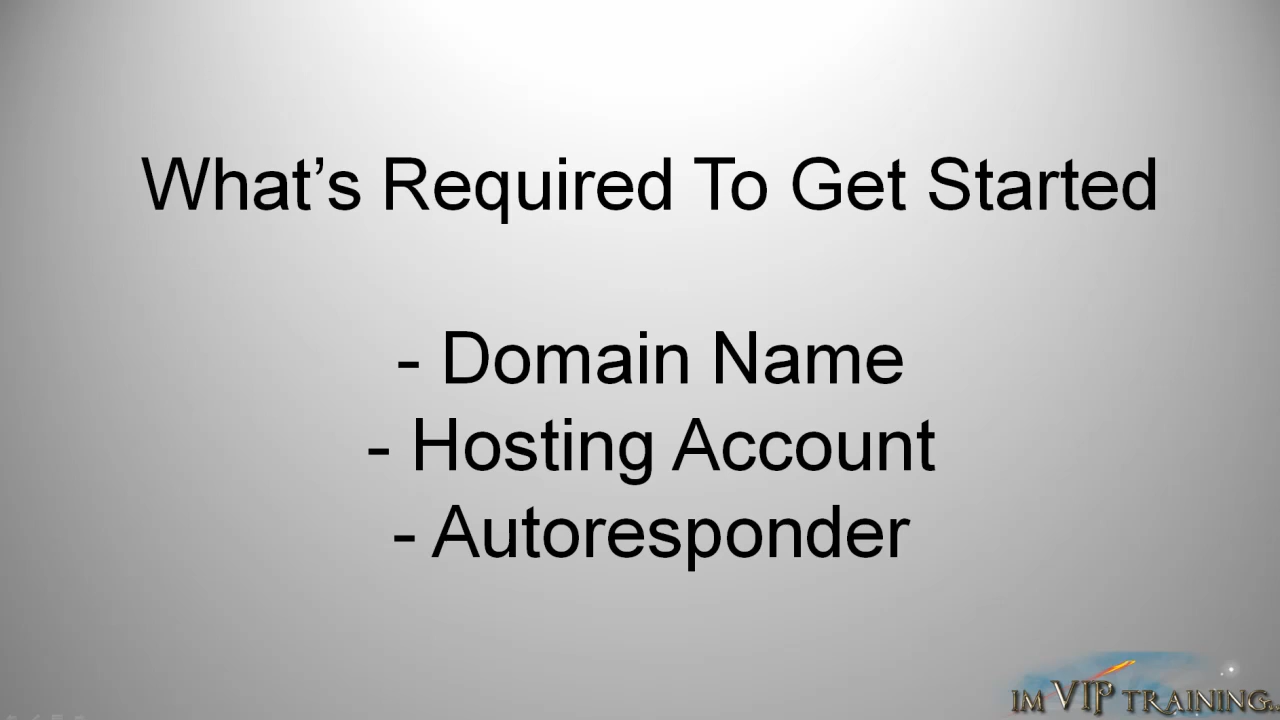 What’s Required To Get Started
- Domain Name
- Hosting Account
- Autoresponder
IM VIP TRAINING..